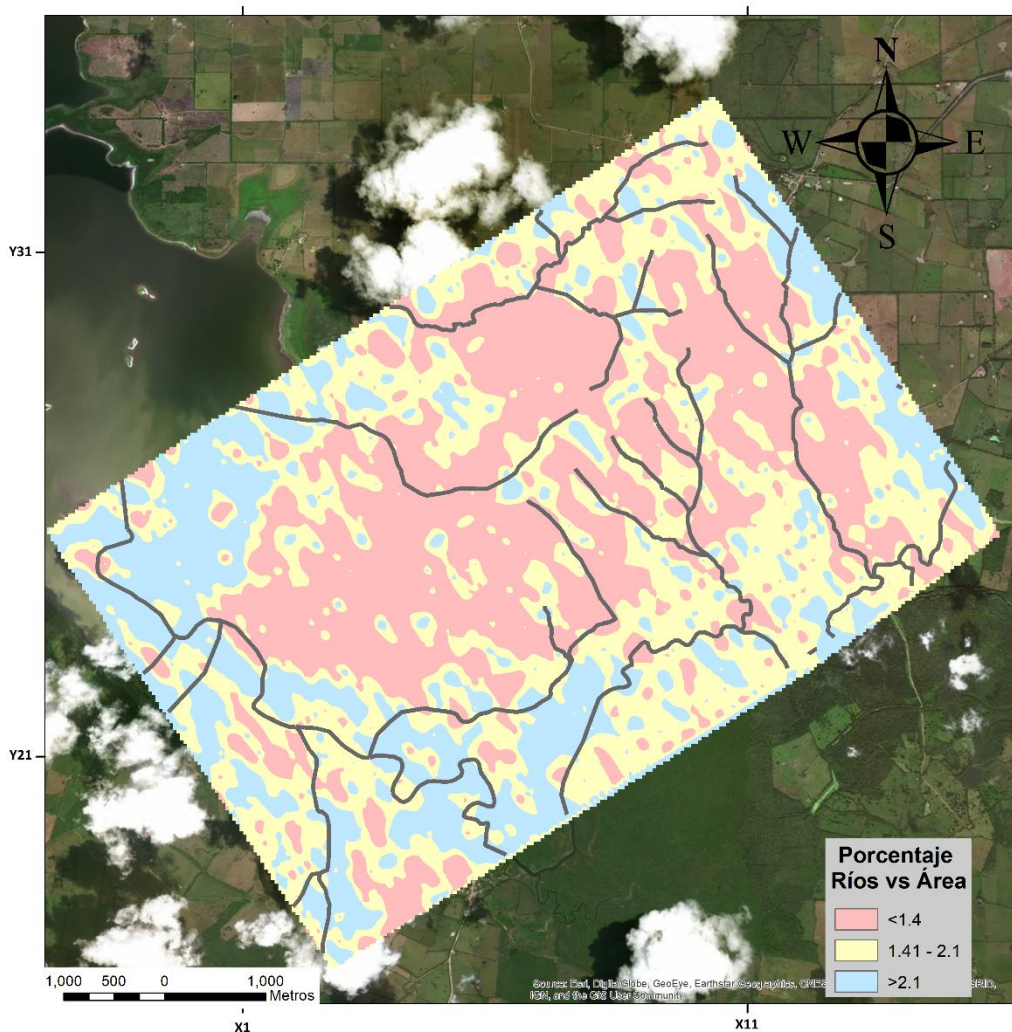 N
W E
S
Y31
Y21
Porcentaje
Ríos vs Área
<1.4
1.41 - 2.1
>2.1
1,000 500 0 1,000
Metros
Source: Esri, DigitalGlobe, GeoEye, Earthstar Geographics,
IGN, and the GIS User Community
X1 X11